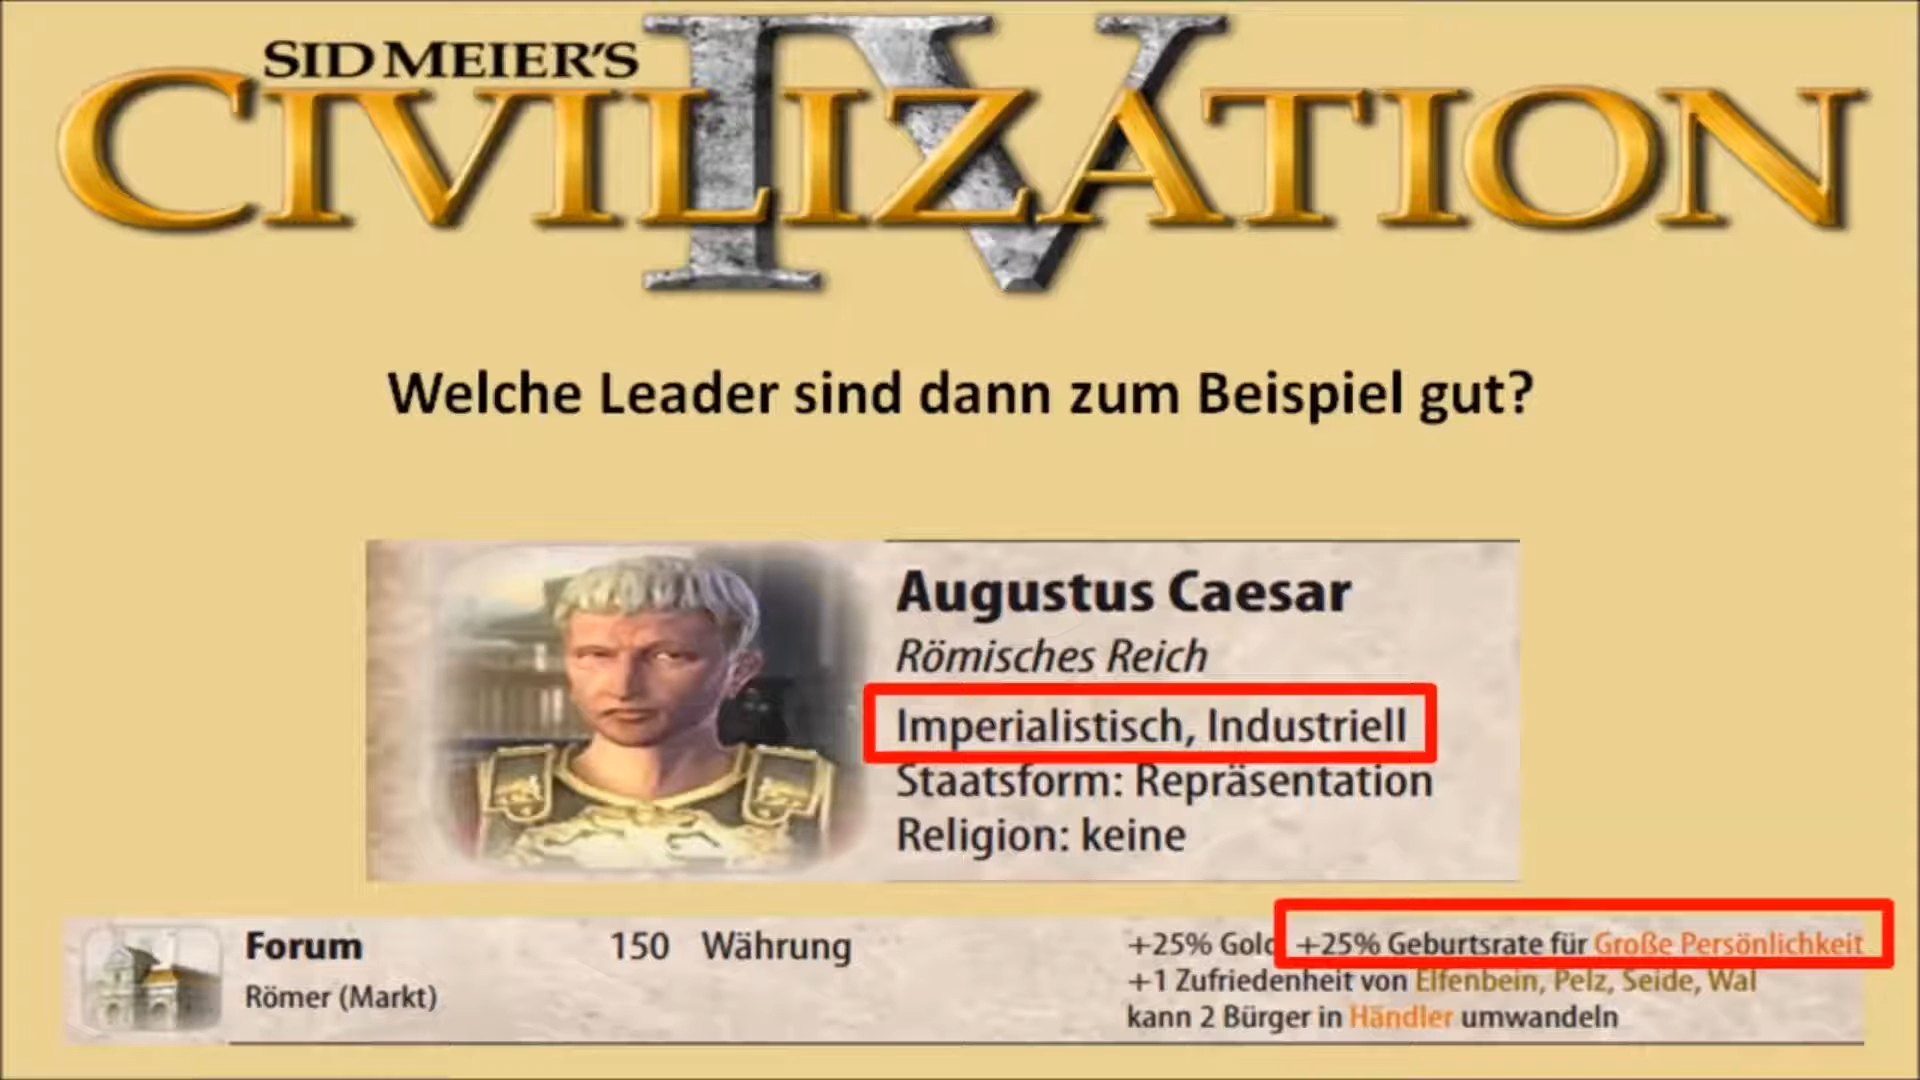 SID MEIER'S
CIVILIZATION IV
Welche Leader sind dann zum Beispiel gut?
Augustus Caesar
Römisches Reich
Imperialistisch, Industriell
Staatsform: Repräsentation
Religion: keine
Forum 150 Währung +25% Gold +25% Geburtsrate für Große Persönlichkeit
Römer (Markt) +1 Zufriedenheit von Elfenbein, Pelz, Seide, Wal
kann 2 Bürger in Händler umwandeln